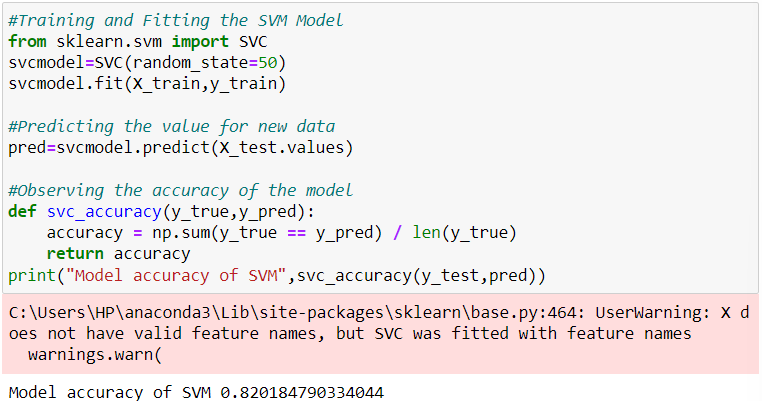 #Training and Fitting the SVM Model
from sklearn.svm import SVC
svcmodel=SVC(random_state=50)
svcmodel.fit(X_train,y_train)
#Predicting the value for new data
pred=svcmodel.predict(X_test.values)
#Observing the accuracy of the model
def svc_accuracy(y_true,y_pred):
    accuracy = np.sum(y_true == y_pred) / len(y_true)
    return accuracy
print("Model accuracy of SVM",svc_accuracy(y_test,pred))
C:\Users\HP\anaconda3\Lib\site-packages\sklearn\base.py:464: UserWarning: X d
oes not have valid feature names, but SVC was fitted with feature names
  warnings.warn(
Model accuracy of SVM 0.820184790334044